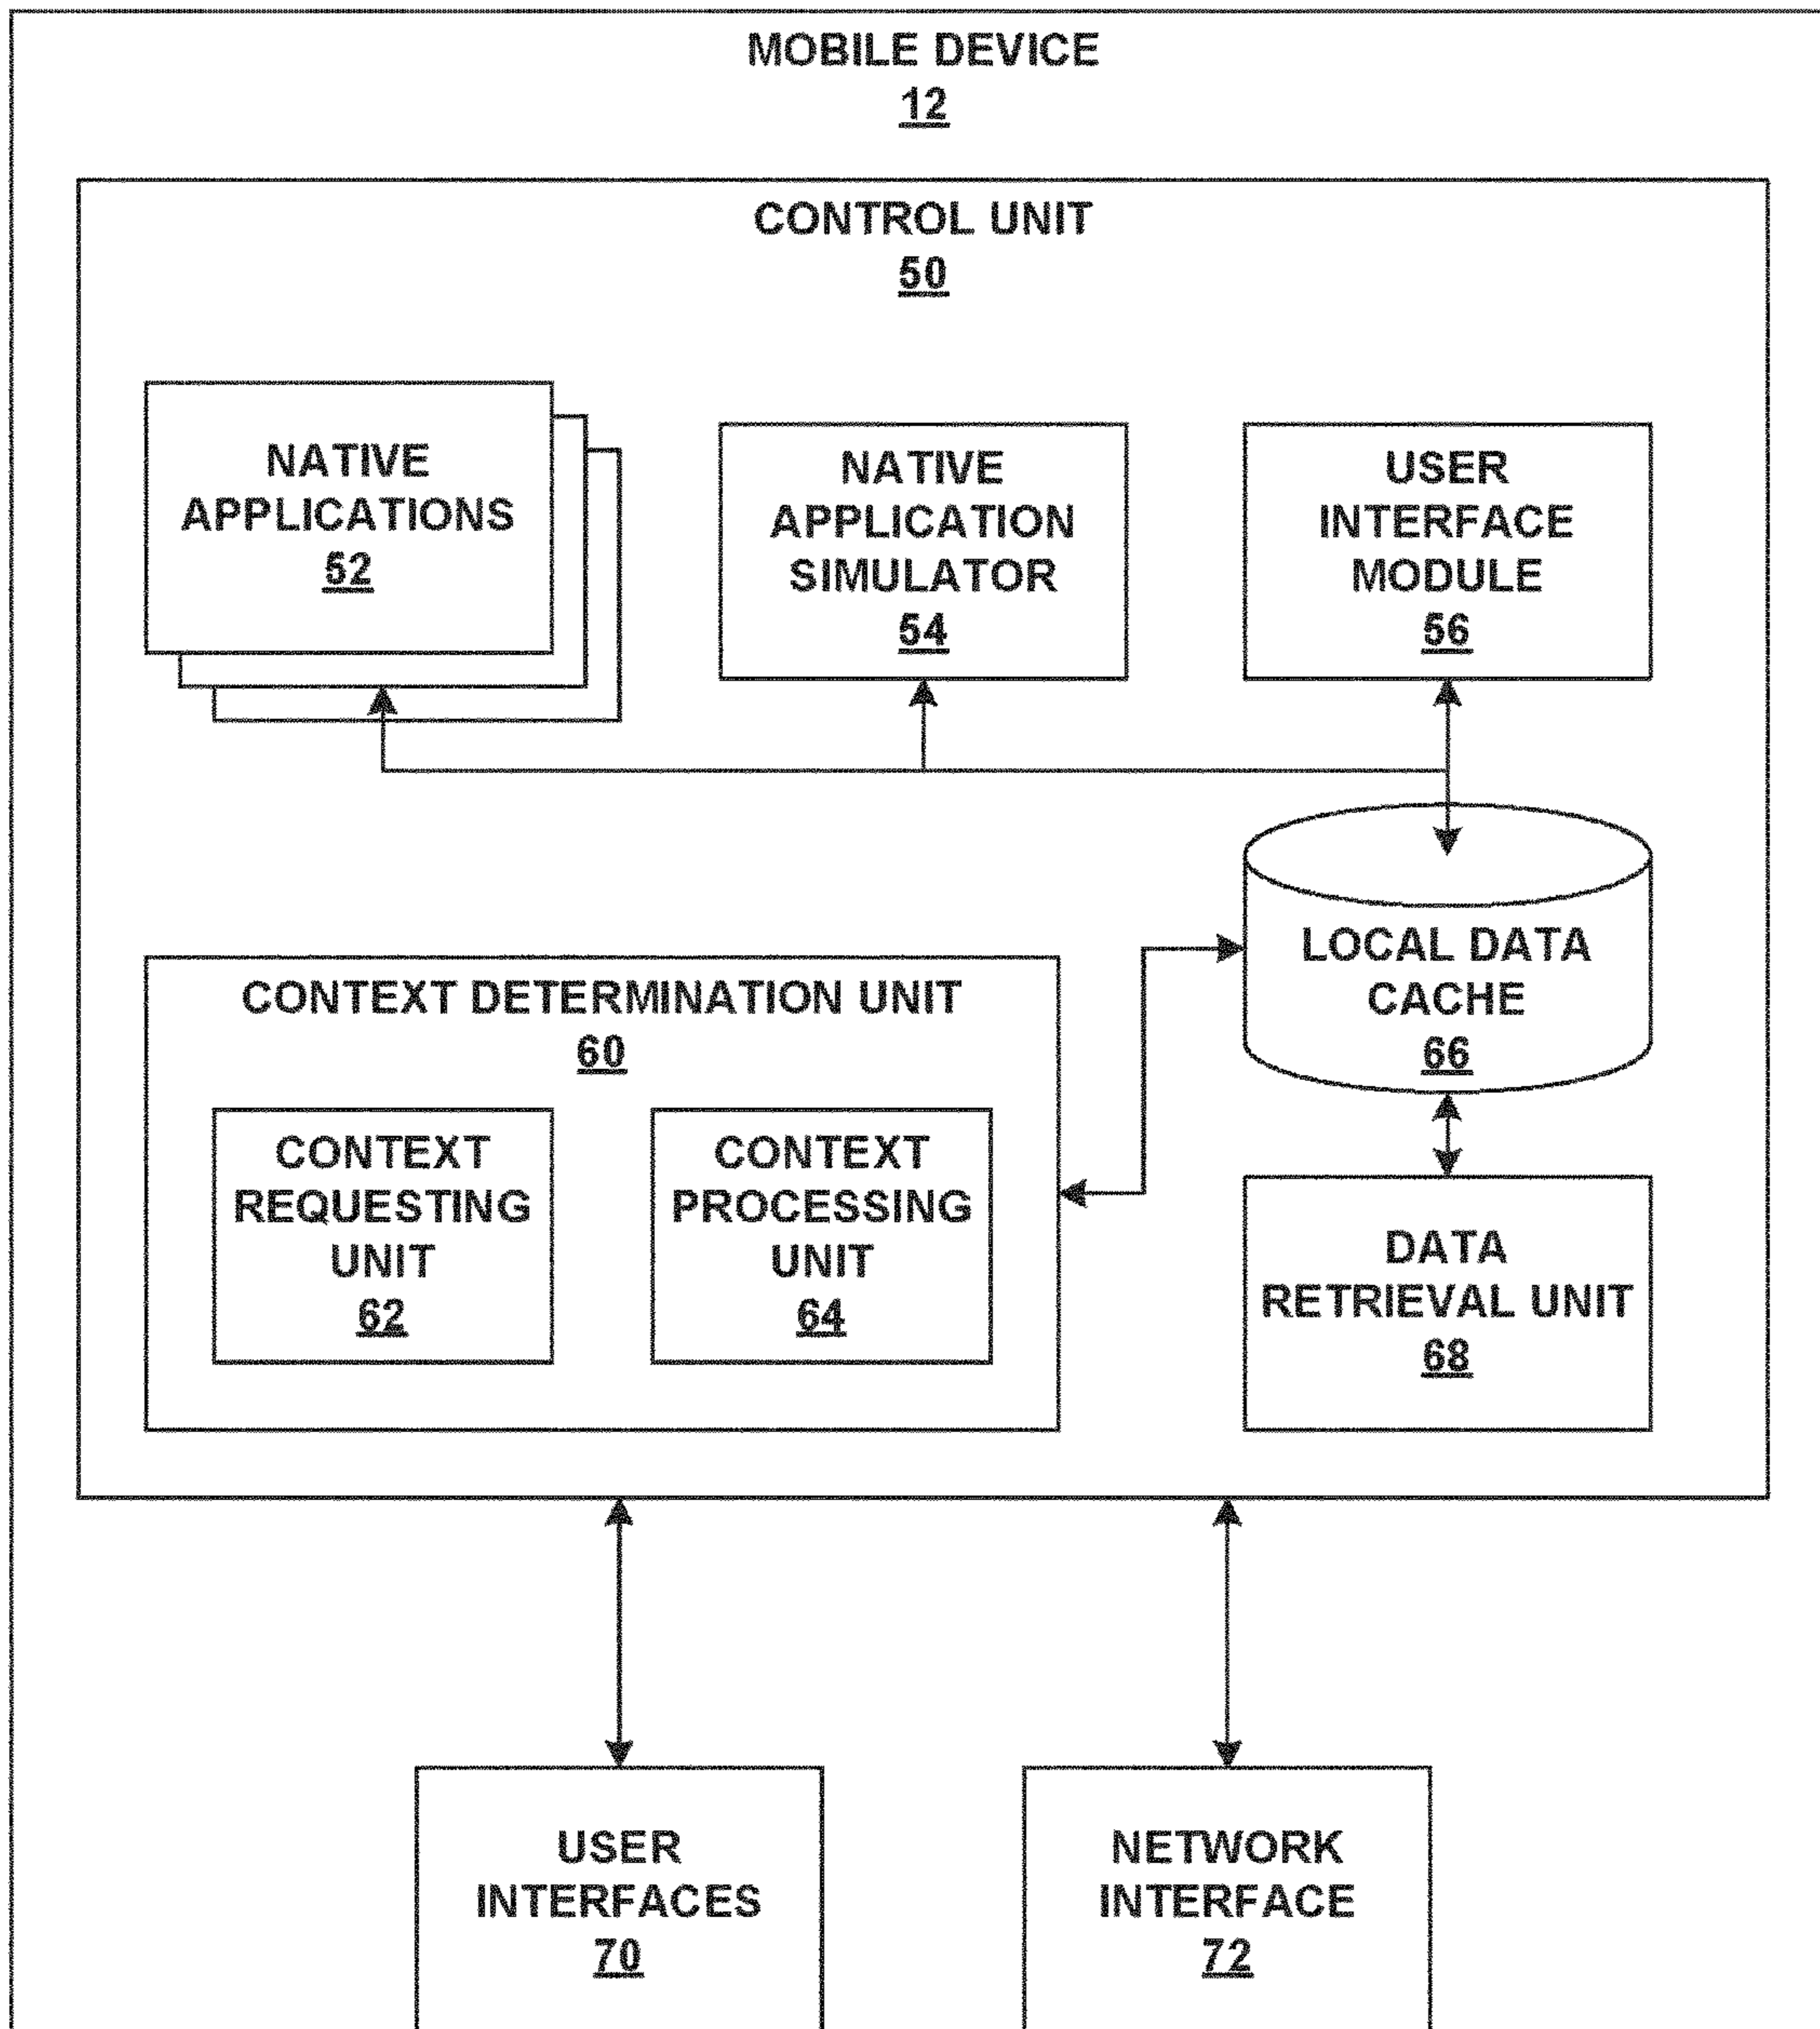 MOBILE DEVICE
12
CONTROL UNIT
50
NATIVE
APPLICATIONS
52
NATIVE
APPLICATION
SIMULATOR
54
USER
INTERFACE
MODULE
56
LOCAL DATA
CACHE
66
CONTEXT DETERMINATION UNIT
60
CONTEXT
REQUESTING
UNIT
62
CONTEXT
PROCESSING
UNIT
64
DATA
RETRIEVAL UNIT
68
USER
INTERFACES
70
NETWORK
INTERFACE
72